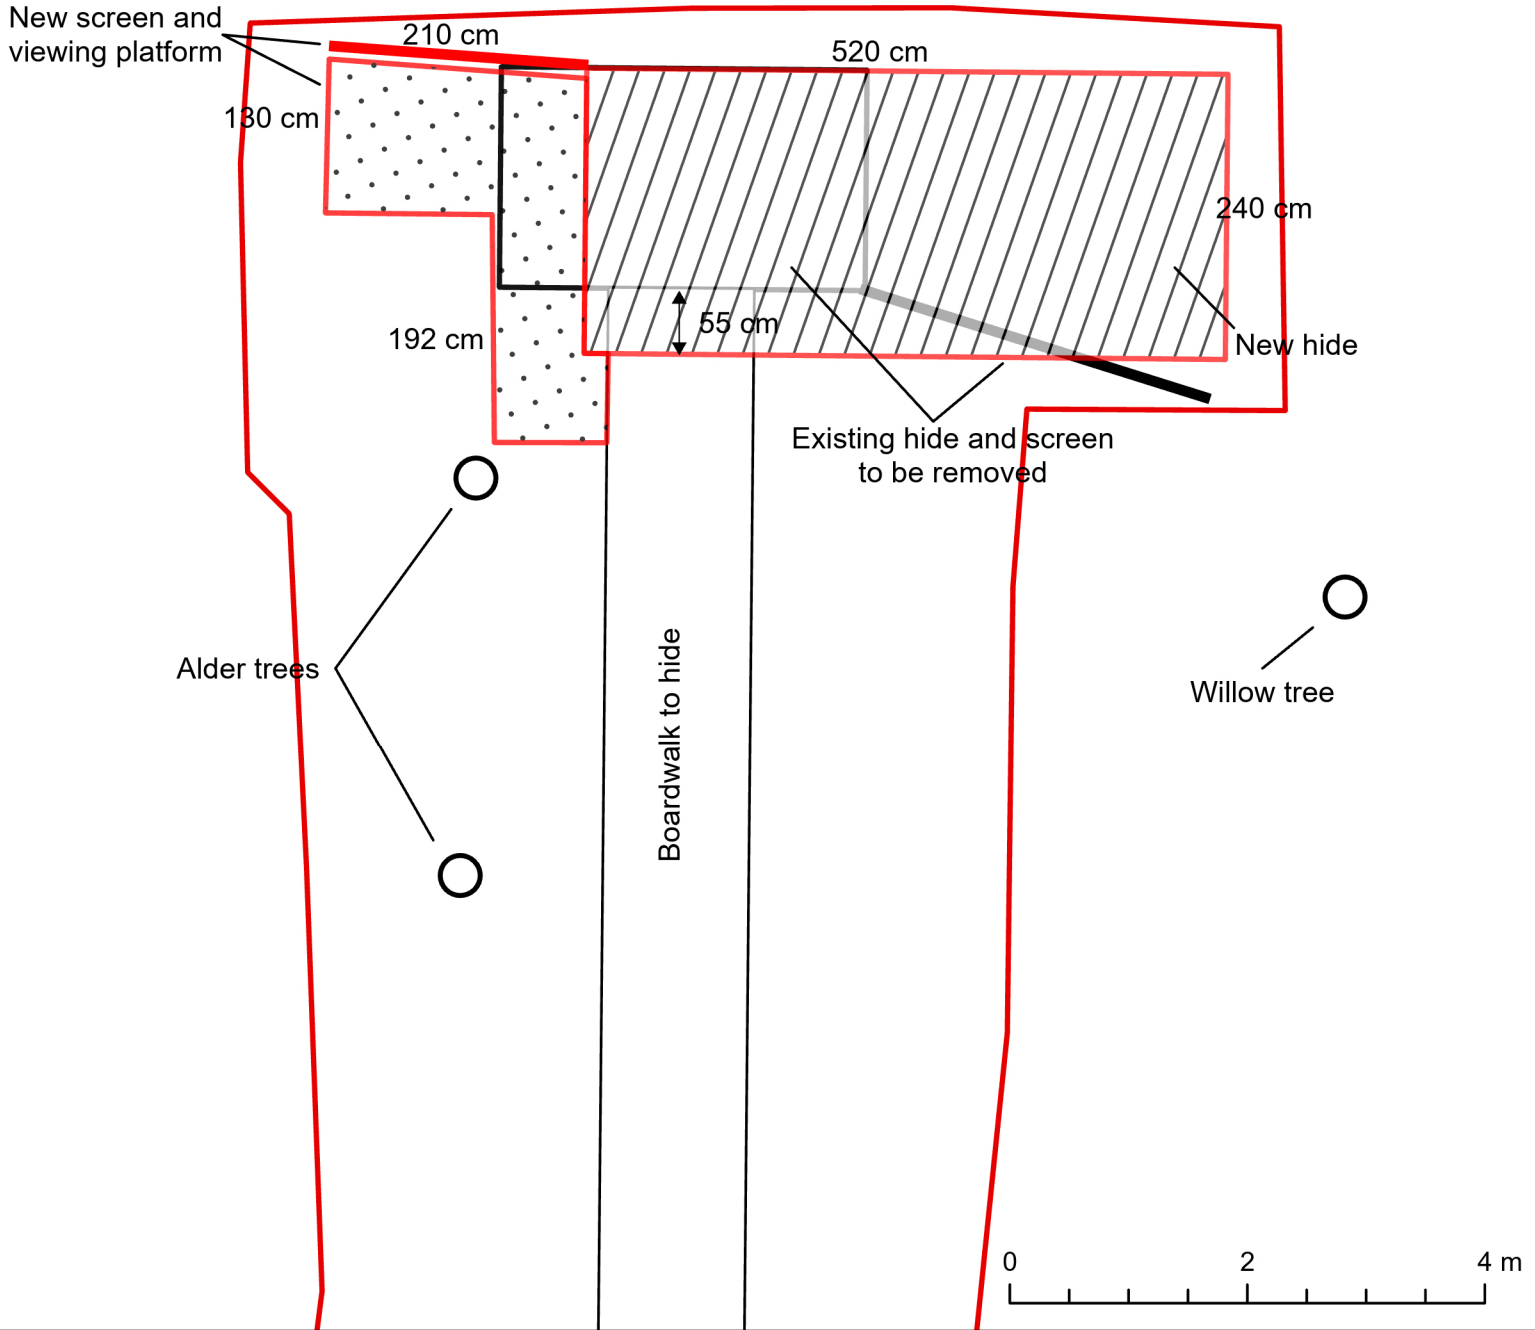 New screen and
viewing platform
210 cm
520 cm
130 cm
240 cm
192 cm
55 cm
New hide
Existing hide and screen
to be removed
Alder trees
Boardwalk to hide
Willow tree
0 2 4 m